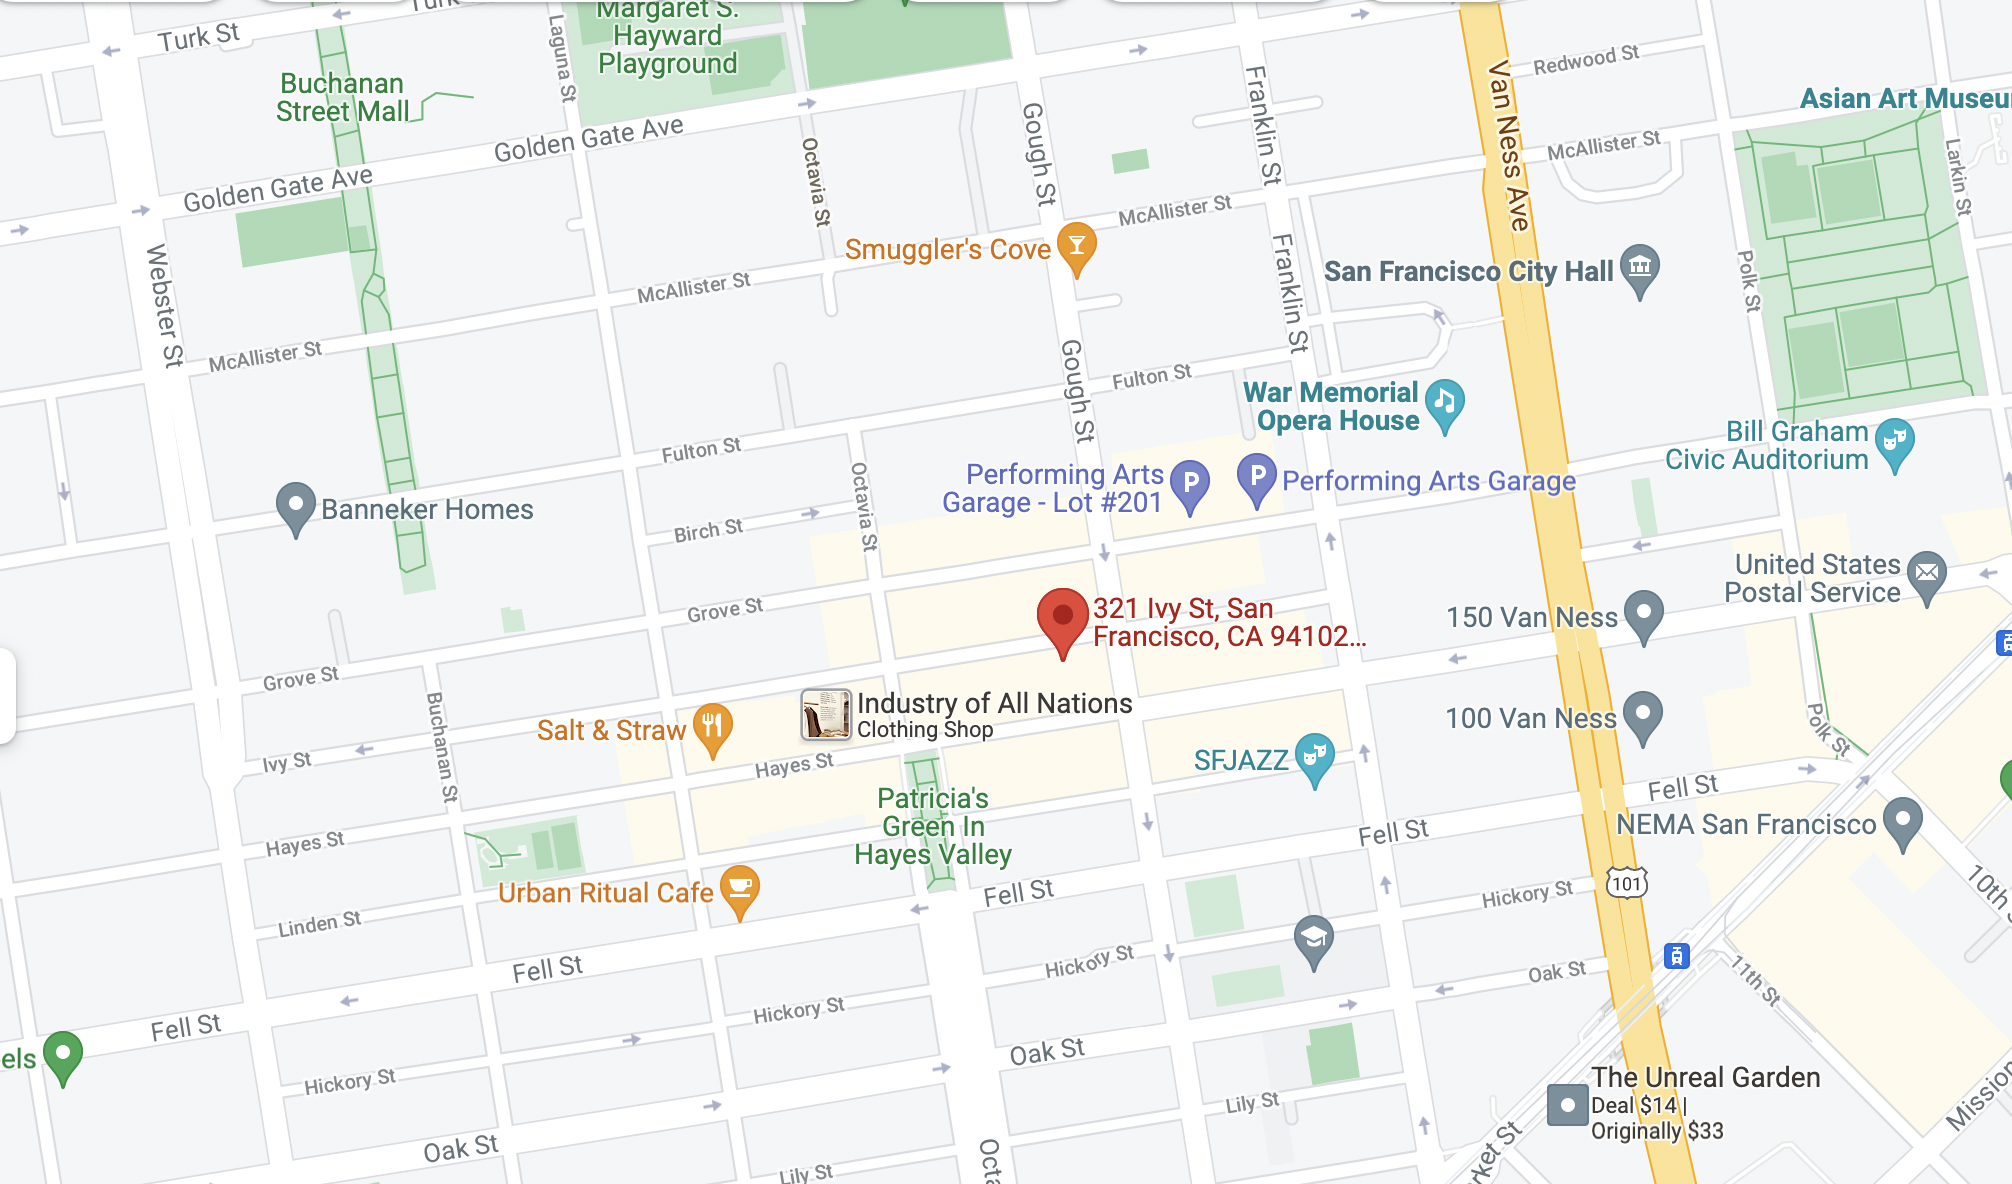 Turk St
Turk
Laguna St
Margaret S.
Hayward
Playground
Buchanan
Street Mall
Golden Gate Ave
Golden Gate Ave
Octavia St
Gough St
Franklin St
Van Ness Ave
Redwood St
Asian Art Museu
McAllister St
Larkin St
Webster St
McAllister St
Smuggler's Cove
Franklin St
San Francisco City Hall
Polk St
McAllister St
McAllister St
Gough St
Fulton St
War Memorial
Opera House
Bill Graham
Civic Auditorium
Fulton St
Octavia St
Performing Arts
Garage - Lot #201
Performing Arts Garage
Banneker Homes
Birch St
United States
Postal Service
Grove St
321 Ivy St, San
Francisco, CA 94102...
150 Van Ness
Grove St
Buchanan St
Industry of All Nations
Clothing Shop
Salt & Straw
100 Van Ness
Polk St
Ivy St
Hayes St
SFJAZZ
Fell St
Patricia's
Green In
Hayes Valley
NEMA San Francisco
Hayes St
Fell St
Urban Ritual Cafe
Fell St
101
Hickory St
10th
Linden St
Fell St
Hickory St
Oak St
11th St
Hickory St
Fell St
els
Oak St
Hickory St
The Unreal Garden
Deal $14 |
Originally $33
Lily St
Mission
Oak St
Octa
Lily St
rket St